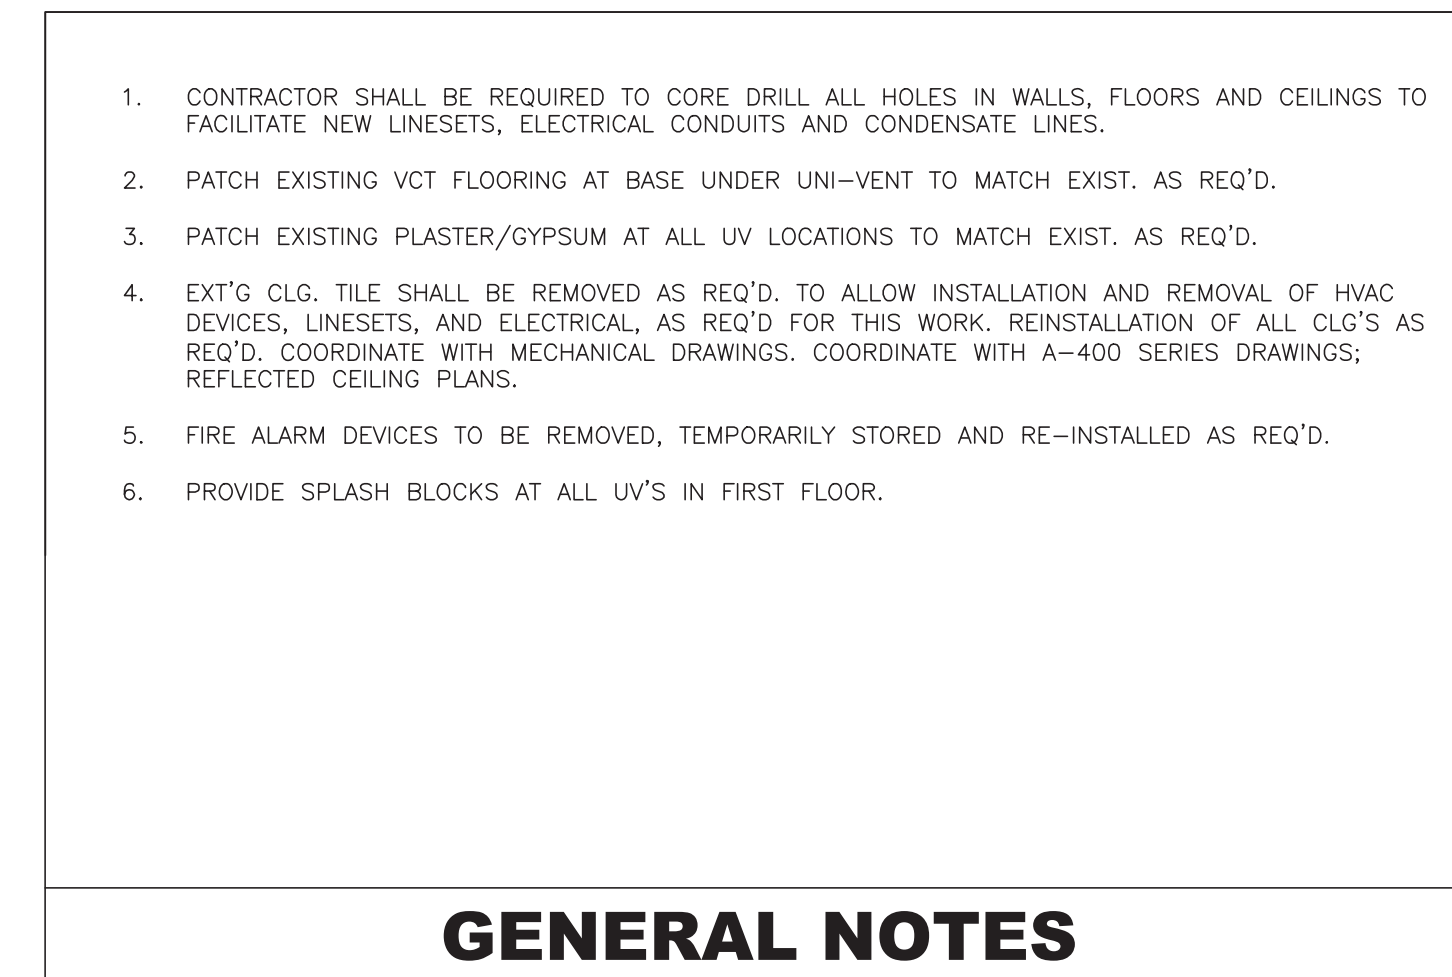 1. CONTRACTOR SHALL BE REQUIRED TO CORE DRILL ALL HOLES IN WALLS, FLOORS AND CEILINGS TO
FACILITATE NEW LINESETS, ELECTRICAL CONDUITS AND CONDENSATE LINES.
2. PATCH EXISTING VCT FLOORING AT BASE UNDER UNI-VENT TO MATCH EXIST. AS REQ'D.
3. PATCH EXISTING PLASTER/GYPSUM AT ALL UV LOCATIONS TO MATCH EXIST. AS REQ'D.
4. EXT'G CLG. TILE SHALL BE REMOVED AS REQ'D. TO ALLOW INSTALLATION AND REMOVAL OF HVAC
DEVICES, LINESETS, AND ELECTRICAL, AS REQ'D FOR THIS WORK. REINSTALLATION OF ALL CLG'S AS
REQ'D. COORDINATE WITH MECHANICAL DRAWINGS. COORDINATE WITH A-400 SERIES DRAWINGS;
REFLECTED CEILING PLANS.
5. FIRE ALARM DEVICES TO BE REMOVED, TEMPORARILY STORED AND RE-INSTALLED AS REQ'D.
6. PROVIDE SPLASH BLOCKS AT ALL UV'S IN FIRST FLOOR.
GENERAL NOTES